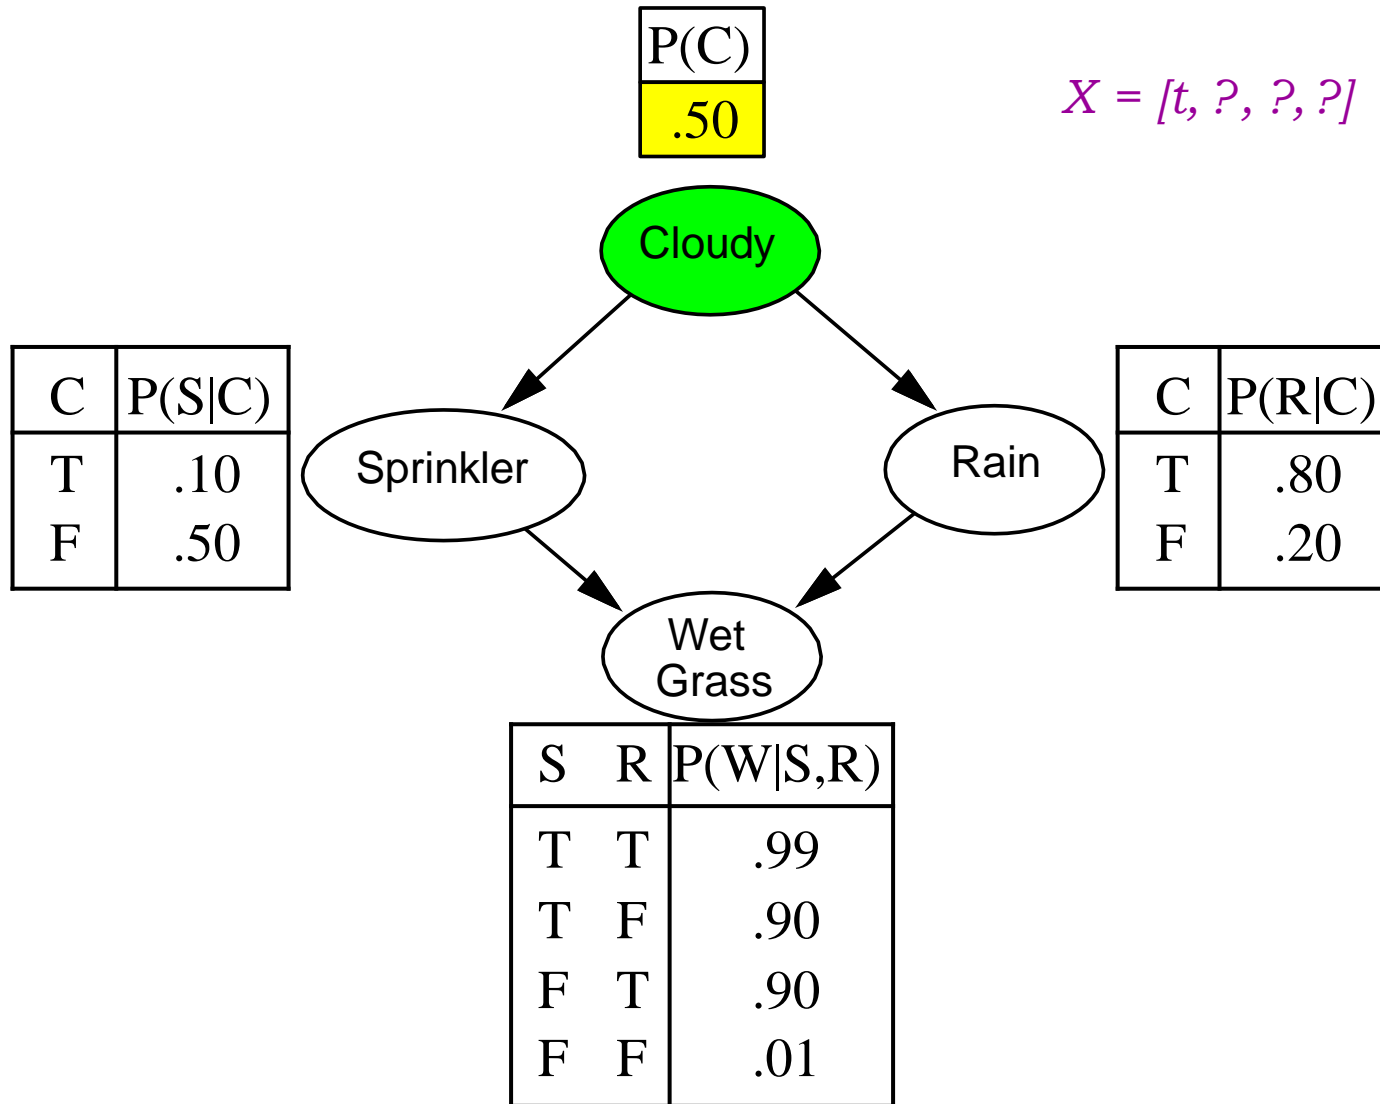 P(C)
.50
X = [t, ?, ?, ?]
Cloudy
C P(S|C)
T .10
F .50
Sprinkler
Rain
C P(R|C)
T .80
F .20
Wet
Grass
S R P(W|S,R)
T T .99
T F .90
F T .90
F F .01